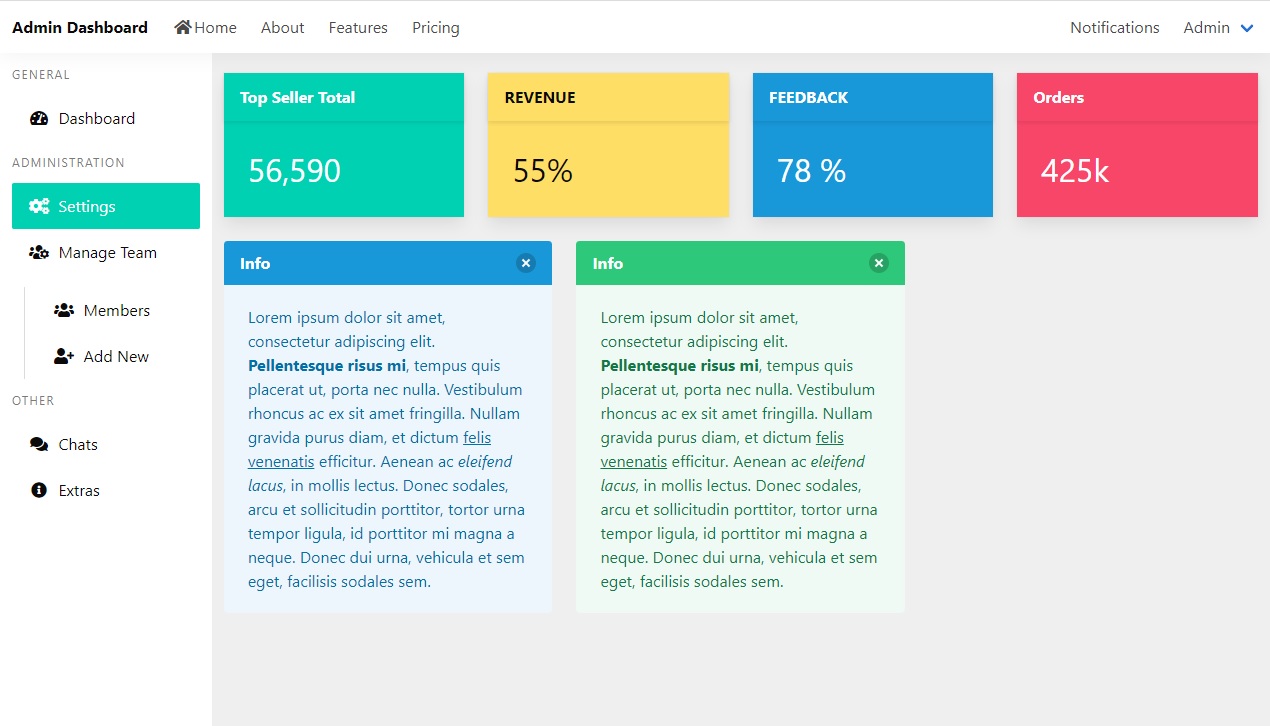 Admin Dashboard Home About Features Pricing Notifications Admin
GENERAL
Dashboard
ADMINISTRATION
Settings
Manage Team
Members
Add New
OTHER
Chats
Extras
Top Seller Total
56,590
REVENUE
55%
FEEDBACK
78 %
Orders
425k
Info
Lorem ipsum dolor sit amet,
consectetur adipiscing elit.
Pellentesque risus mi, tempus quis
placerat ut, porta nec nulla. Vestibulum
rhoncus ac ex sit amet fringilla. Nullam
gravida purus diam, et dictum felis
venenatis efficitur. Aenean ac eleifend
lacus, in mollis lectus. Donec sodales,
arcu et sollicitudin porttitor, tortor urna
tempor ligula, id porttitor mi magna a
neque. Donec dui urna, vehicula et sem
eget, facilisis sodales sem.
Info
Lorem ipsum dolor sit amet,
consectetur adipiscing elit.
Pellentesque risus mi, tempus quis
placerat ut, porta nec nulla. Vestibulum
rhoncus ac ex sit amet fringilla. Nullam
gravida purus diam, et dictum felis
venenatis efficitur. Aenean ac eleifend
lacus, in mollis lectus. Donec sodales,
arcu et sollicitudin porttitor, tortor urna
tempor ligula, id porttitor mi magna a
neque. Donec dui urna, vehicula et sem
eget, facilisis sodales sem.